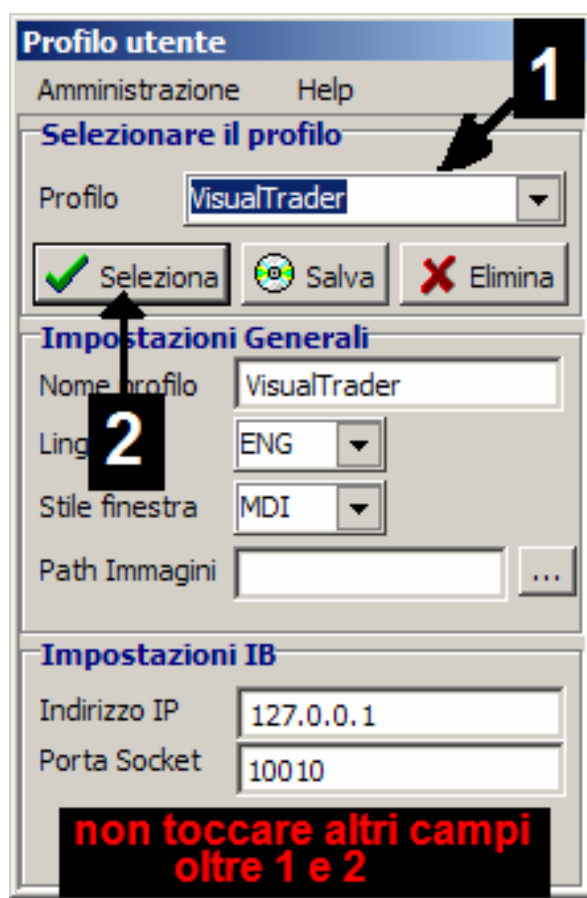 Profilo utente
1
Amministrazione Help
Selezionare il profilo
Profilo VisualTrader
Seleziona Salva Elimina
Impostazioni Generali
Nome profilo VisualTrader
2
Ling ENG
Stile finestra MDI
Path Immagini ...
Impostazioni IB
Indirizzo IP 127.0.0.1
Porta Socket 10010
non toccare altri campi
oltre 1 e 2